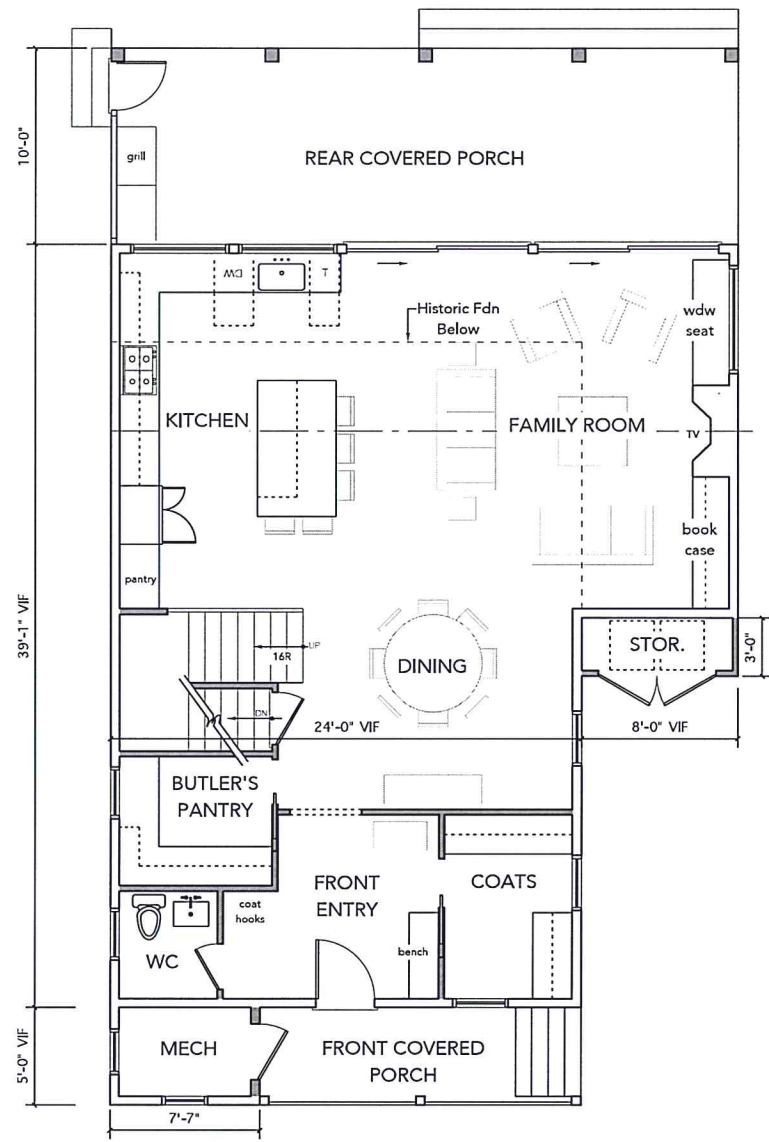 10'-0"
grill
REAR COVERED PORCH
DW
T
Historic Fdn
Below
wdw
seat
KITCHEN
FAMILY ROOM
TV
book
case
pantry
39'-1" VIF
UP
16R
DINING
STOR.
3'-0"
DN
24'-0" VIF
8'-0" VIF
BUTLER'S
PANTRY
FRONT
ENTRY
COATS
coat
hooks
bench
WC
5'-0" VIF
MECH
FRONT COVERED
PORCH
7'-7"